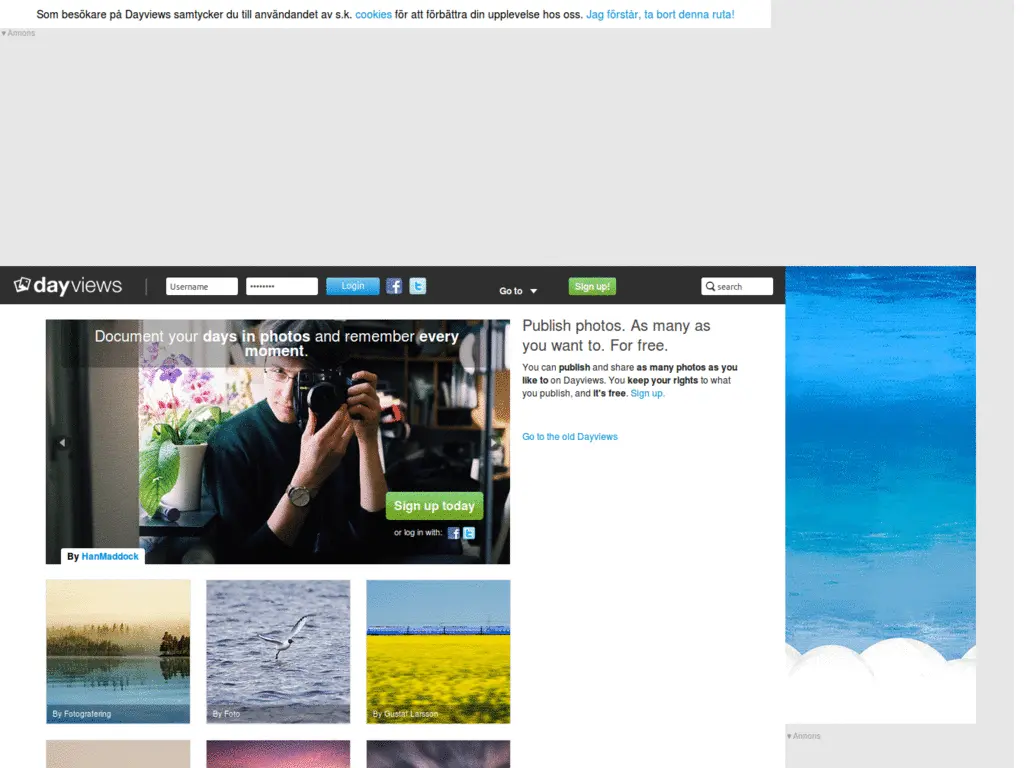 Som besökare på Dayviews samtycker du till användandet av s.k. cookies för att förbättra din upplevelse hos oss. Jag förstår, ta bort denna ruta!
▼Annons
dayviews
Username
••••••••
Login
Go to ▼
Sign up!
search
Document your days in photos and remember every
moment.
Sign up today
or log in with:
By HanMaddock
Publish photos. As many as
you want to. For free.
You can publish and share as many photos as you
like to on Dayviews. You keep your rights to what
you publish, and it's free. Sign up.
Go to the old Dayviews
By Fotografering
By Foto
By Gustaf Larsson
▼Annons